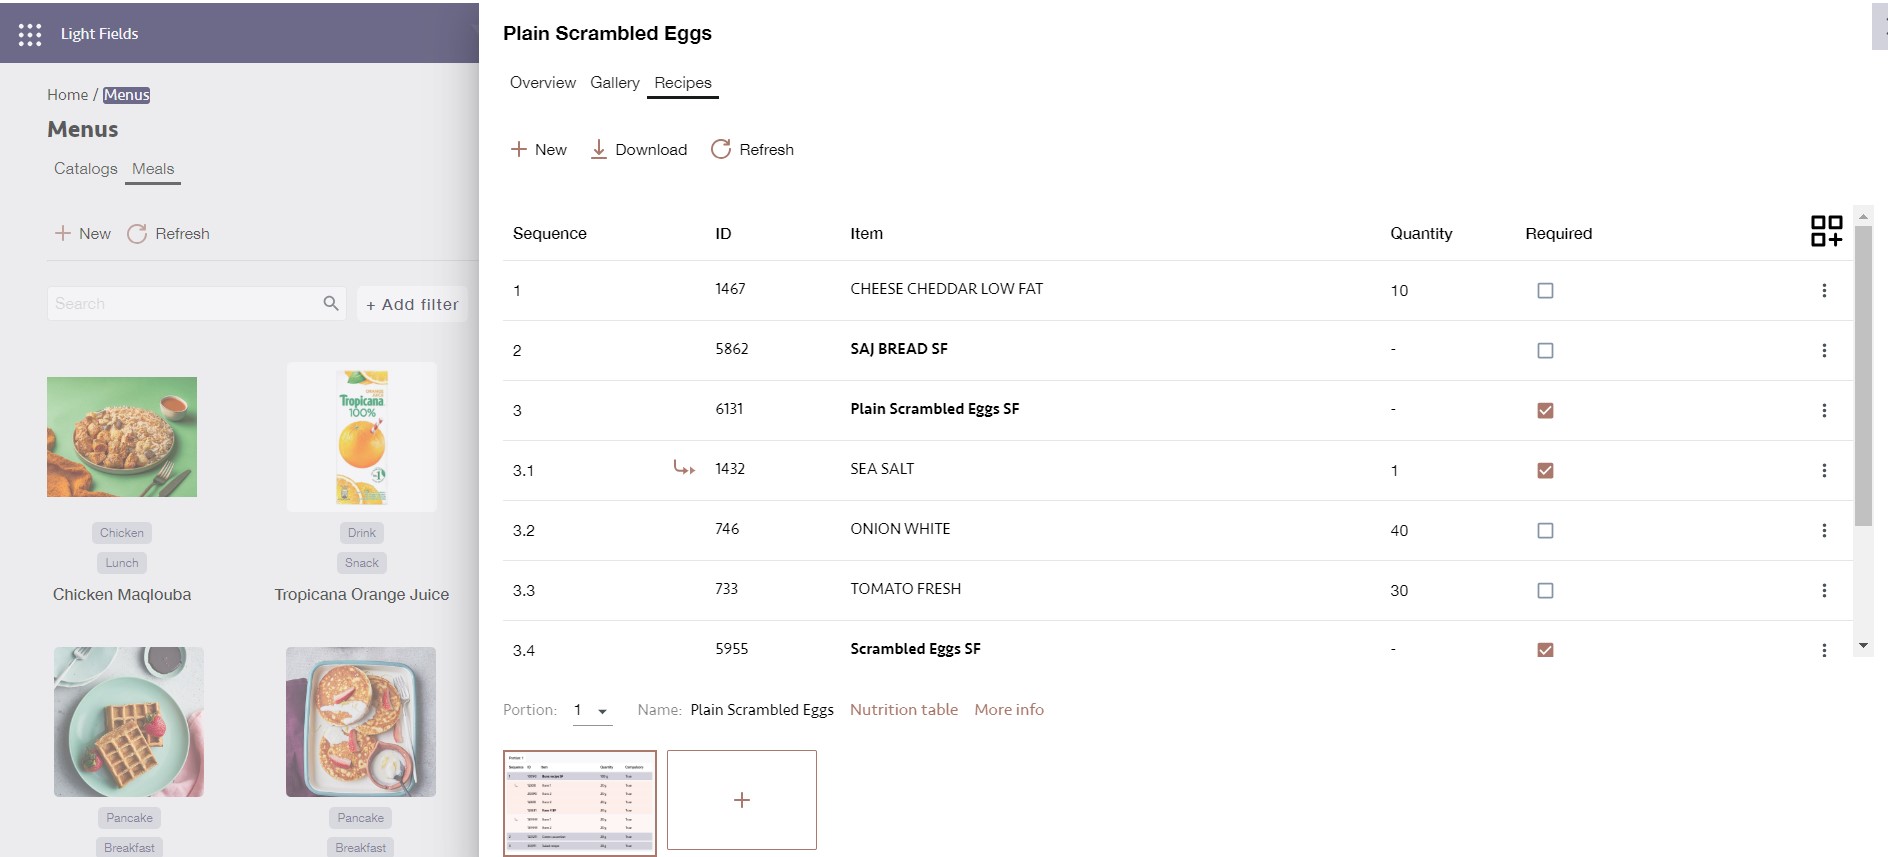 Light Fields
Home / Menus
Menus
Catalogs Meals
+ New Refresh
Search + Add filter
Tropicana
100%
Chicken Drink
Lunch Snack
Chicken Maqlouba Tropicana Orange Juice
Pancake Pancake
Breakfast Breakfast
Plain Scrambled Eggs
Overview Gallery Recipes
+ New Download Refresh
Sequence ID Item Quantity Required
1 1467 CHEESE CHEDDAR LOW FAT 10
2 5862 SAJ BREAD SF -
3 6131 Plain Scrambled Eggs SF -
3.1 1432 SEA SALT 1
3.2 746 ONION WHITE 40
3.3 733 TOMATO FRESH 30
3.4 5955 Scrambled Eggs SF -
Portion: 1 Name: Plain Scrambled Eggs Nutrition table More info
+